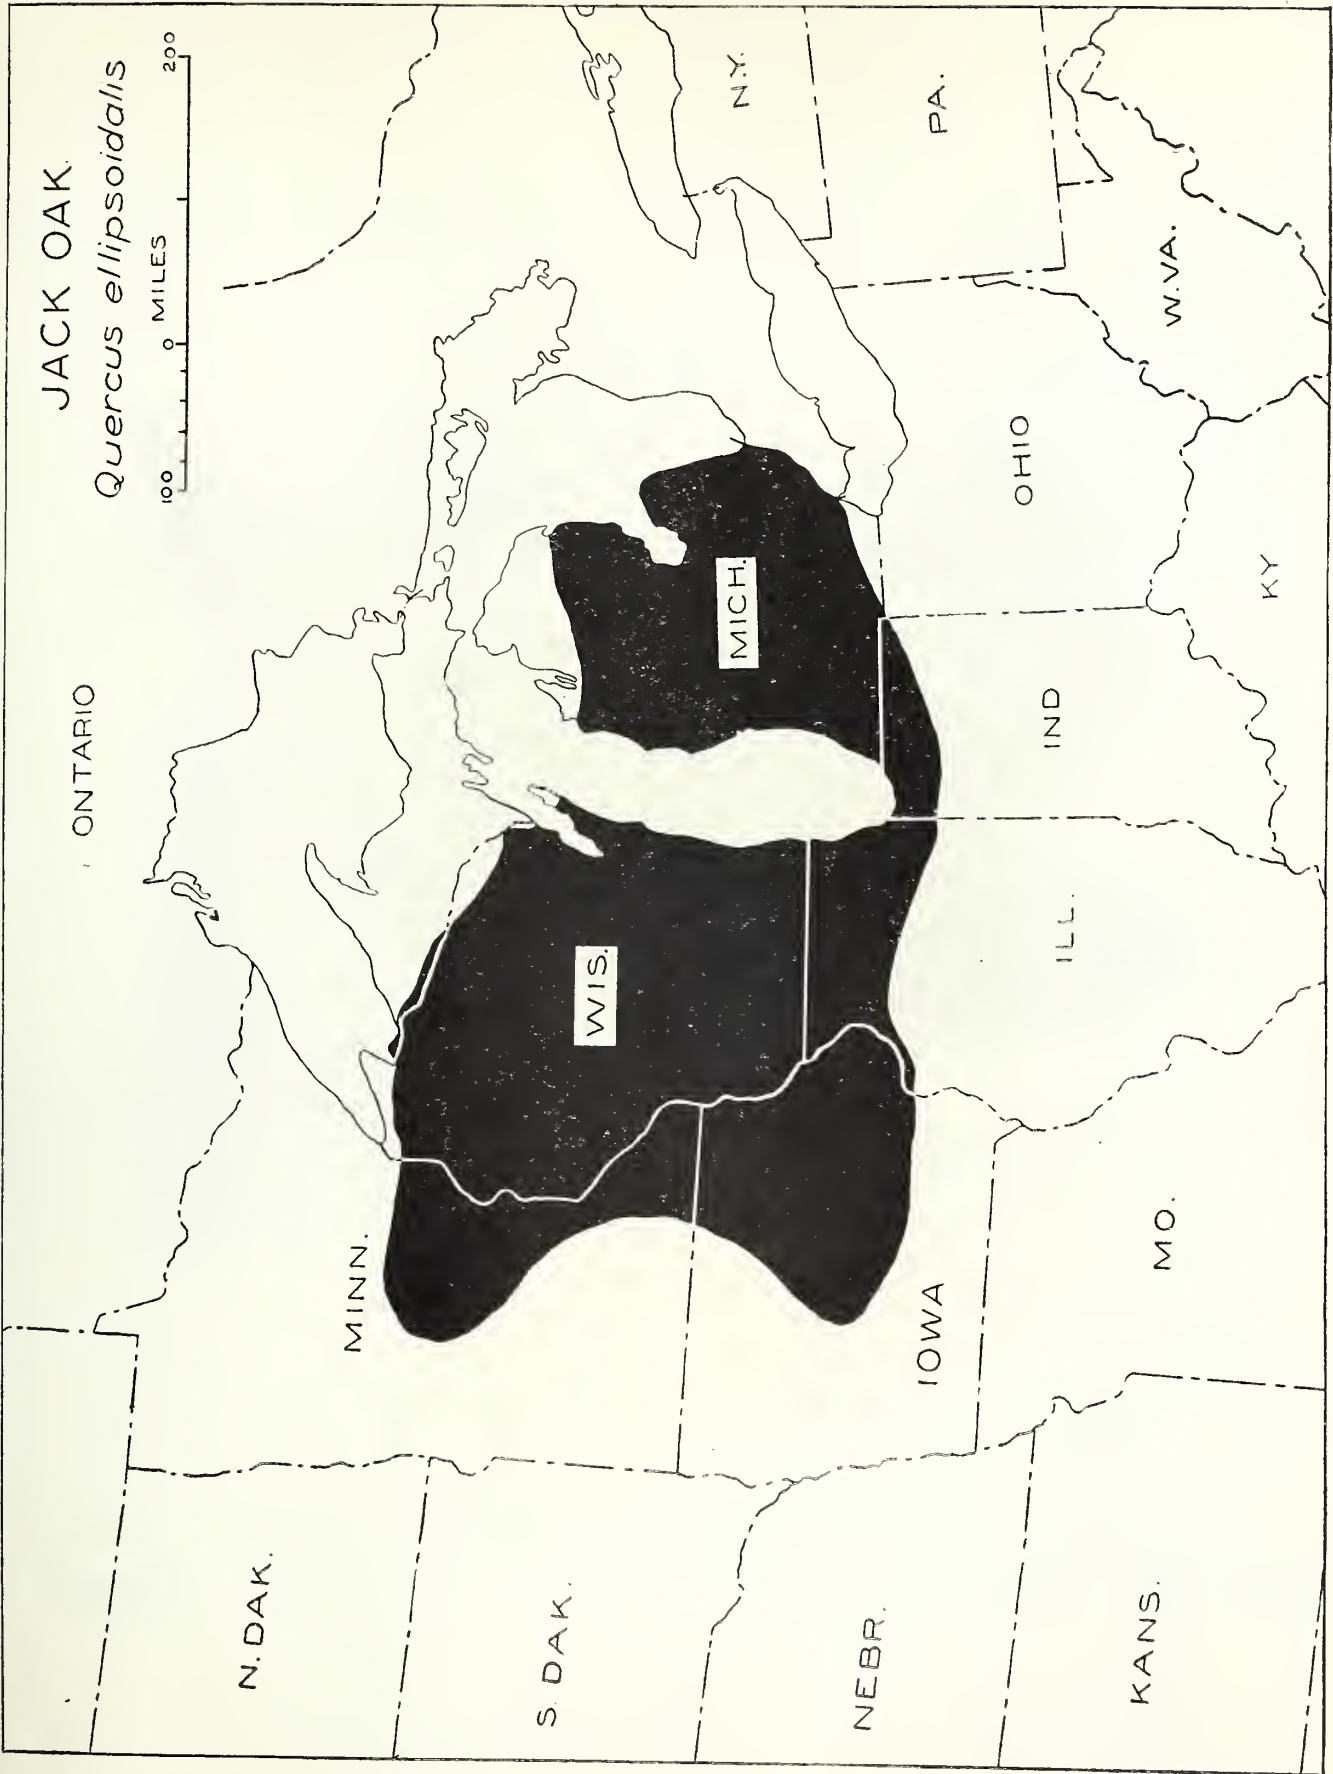 JACK OAK.
Quercus ellipsoidalis
100 0 200
MILES
ONTARIO
N. DAK.
MINN.
S. DAK.
WIS.
MICH.
N.Y.
NEBR.
IOWA
PA.
ILL.
IND
OHIO
KANS.
MO.
W.VA.
KY